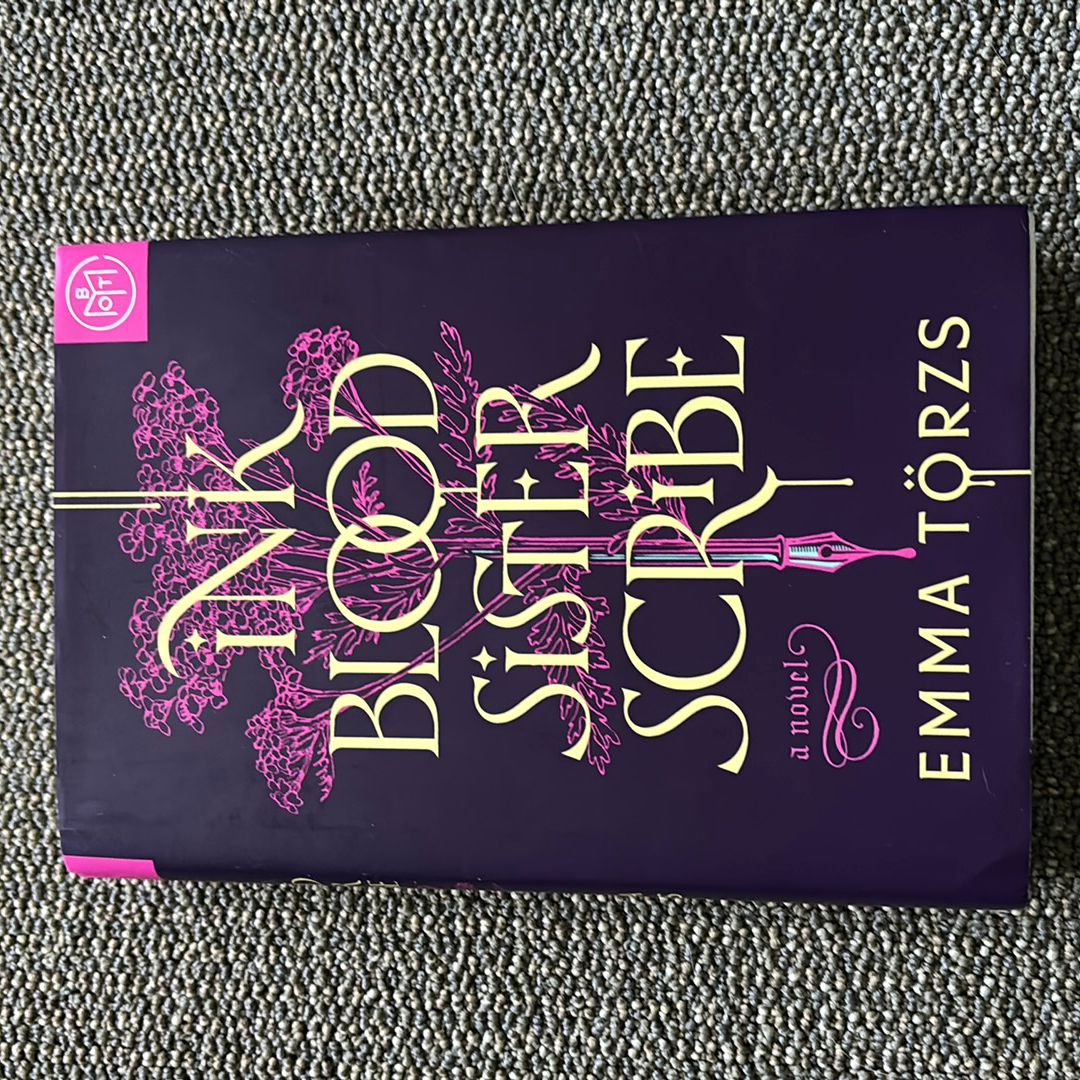 BOTM
INK
BLOOD
SISTER
SCRIBE
a novel
EMMA TÖRZS